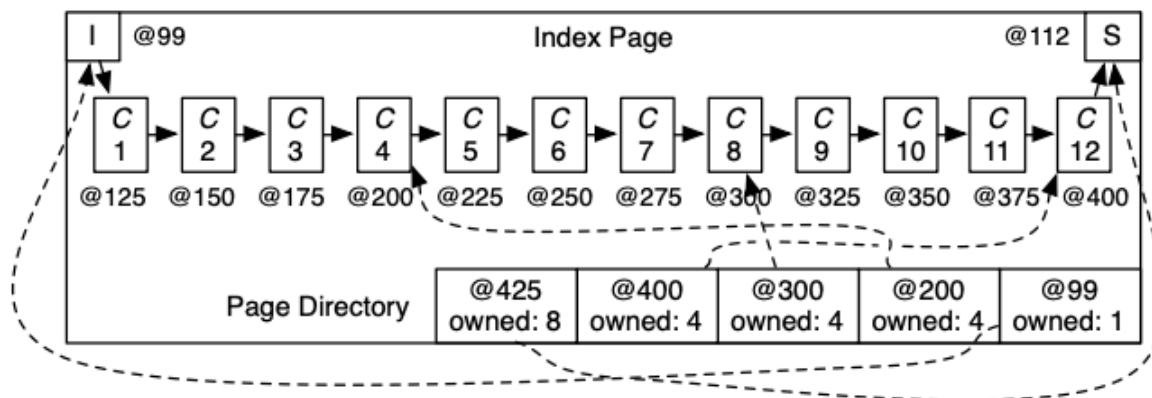 I @99 Index Page @112 S
C C C C C C C C C C C C
1 2 3 4 5 6 7 8 9 10 11 12
@125 @150 @175 @200 @225 @250 @275 @300 @325 @350 @375 @400
Page Directory
@425 @400 @300 @200 @99
owned: 8 owned: 4 owned: 4 owned: 4 owned: 1